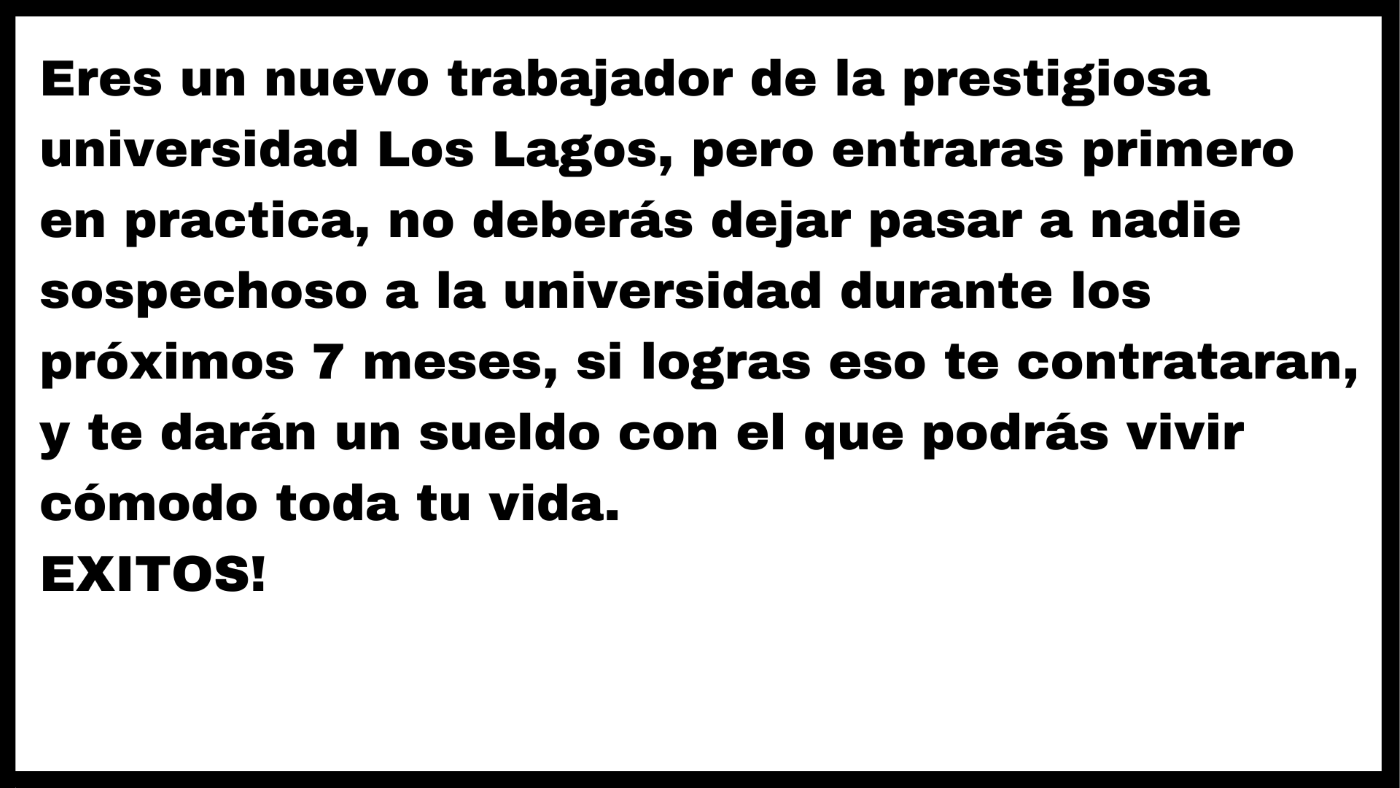 Eres un nuevo trabajador de la prestigiosa
universidad Los Lagos, pero entraras primero
en practica, no deberás dejar pasar a nadie
sospechoso a la universidad durante los
próximos 7 meses, si logras eso te contrataran,
y te darán un sueldo con el que podrás vivir
cómodo toda tu vida.
EXITOS!